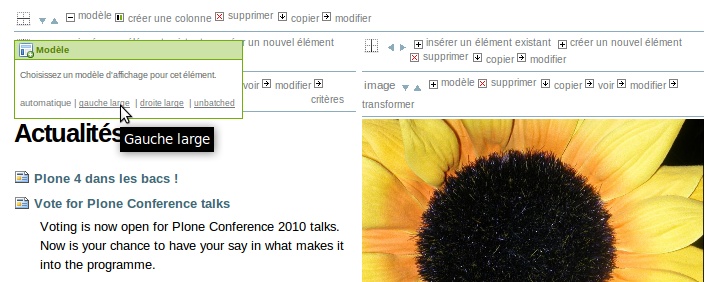 modèle créer une colonne supprimer copier modifier
un nouvel élément
Modèle
Choisissez un modèle d'affichage pour cet élément.
automatique | gauche large | droite large | unbatched
Gauche large
voir modifier
critères
Actualités
Plone 4 dans les bacs !
Vote for Plone Conference talks
Voting is now open for Plone Conference 2010 talks.
Now is your chance to have your say in what makes it
into the programme.
insérer un élément existant créer un nouvel élément
supprimer copier modifier
image modèle supprimer copier voir modifier
transformer